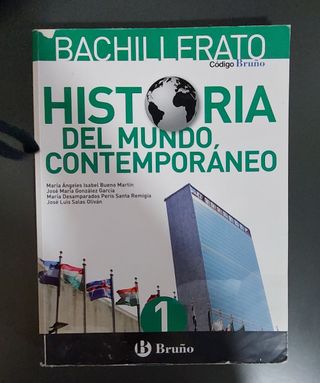 BACHILLERATO
Código Bruño
HISTORIA
DEL MUNDO
CONTEMPORÁNEO
María Ángeles Isabel Bueno Martín
José María González García
María Desamparados Peris Santa Remigia
José Luis Salas Oliván
1
B Bruño